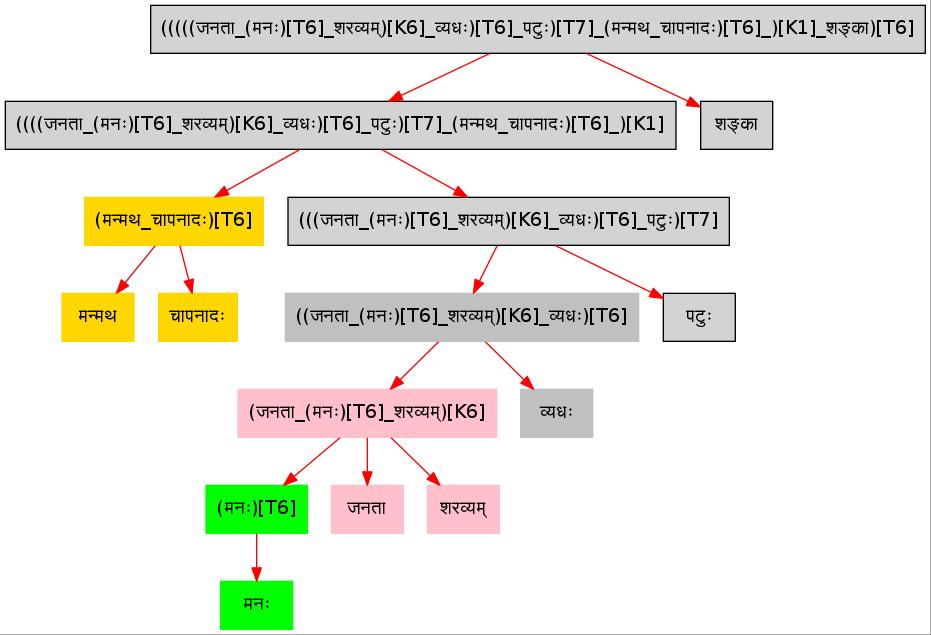 (((((जनता_(मनः)[T6]_शरव्यम्)[K6]_व्यधः)[T6]_पटुः)[T7]_(मन्मथ_चापनादः)[T6]_)[K1]_शङ्का)[T6]
((((जनता_(मनः)[T6]_शरव्यम्)[K6]_व्यधः)[T6]_पटुः)[T7]_(मन्मथ_चापनादः)[T6]_)[K1]
शङ्का
(मन्मथ_चापनादः)[T6]
(((जनता_(मनः)[T6]_शरव्यम्)[K6]_व्यधः)[T6]_पटुः)[T7]
मन्मथ
चापनादः
((जनता_(मनः)[T6]_शरव्यम्)[K6]_व्यधः)[T6]
पटुः
(जनता_(मनः)[T6]_शरव्यम्)[K6]
व्यधः
(मनः)[T6]
जनता
शरव्यम्
मनः